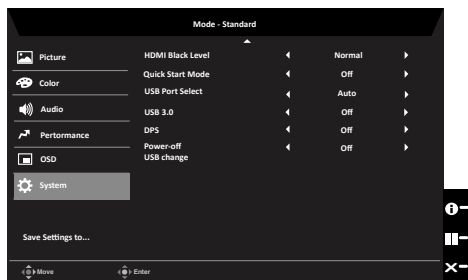 Mode - Standard
Picture
Color
Audio
Pertormance
OSD
System
HDMI Black Level Normal
Quick Start Mode Off
USB Port Select Auto
USB 3.0 Off
DPS Off
Power-off Off
USB change
Save Settings to...
Move Enter